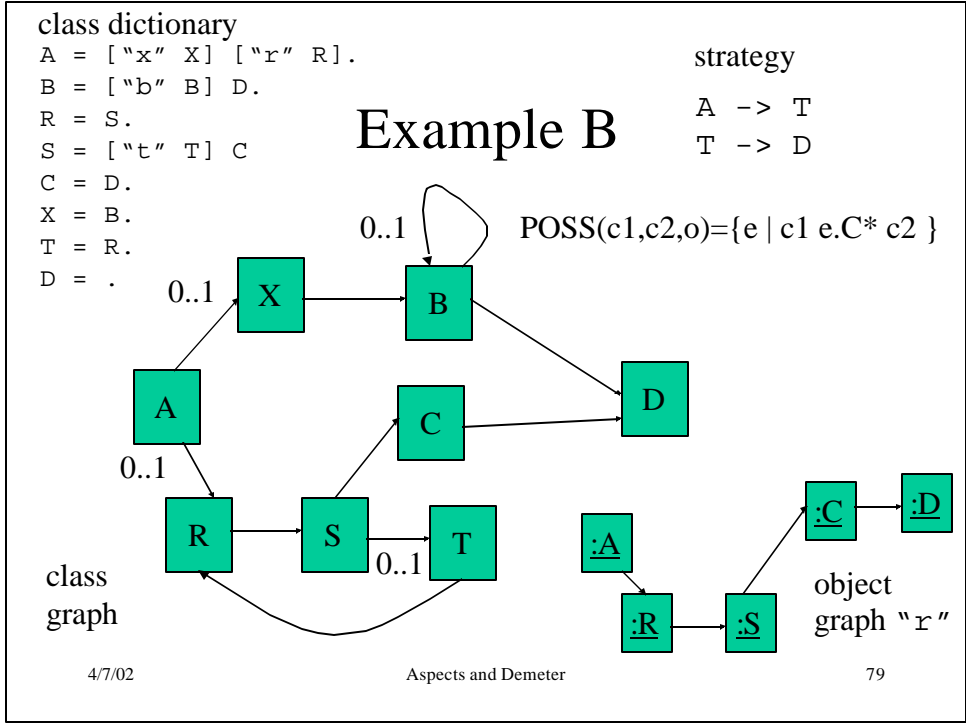 class dictionary
A = [“x” X] [“r” R].
B = [“b” B] D.
R = S.
S = [“t” T] C
C = D.
X = B.
T = R.
D = .
strategy
A -> T
T -> D
Example B
POSS(c1,c2,o)={e | c1 e.C* c2 }
0..1
0..1
X
B
A
C
D
0..1
R
S
0..1
T
class
graph
:A
:R
:S
:C
:D
object
graph “r”
4/7/02
Aspects and Demeter
79